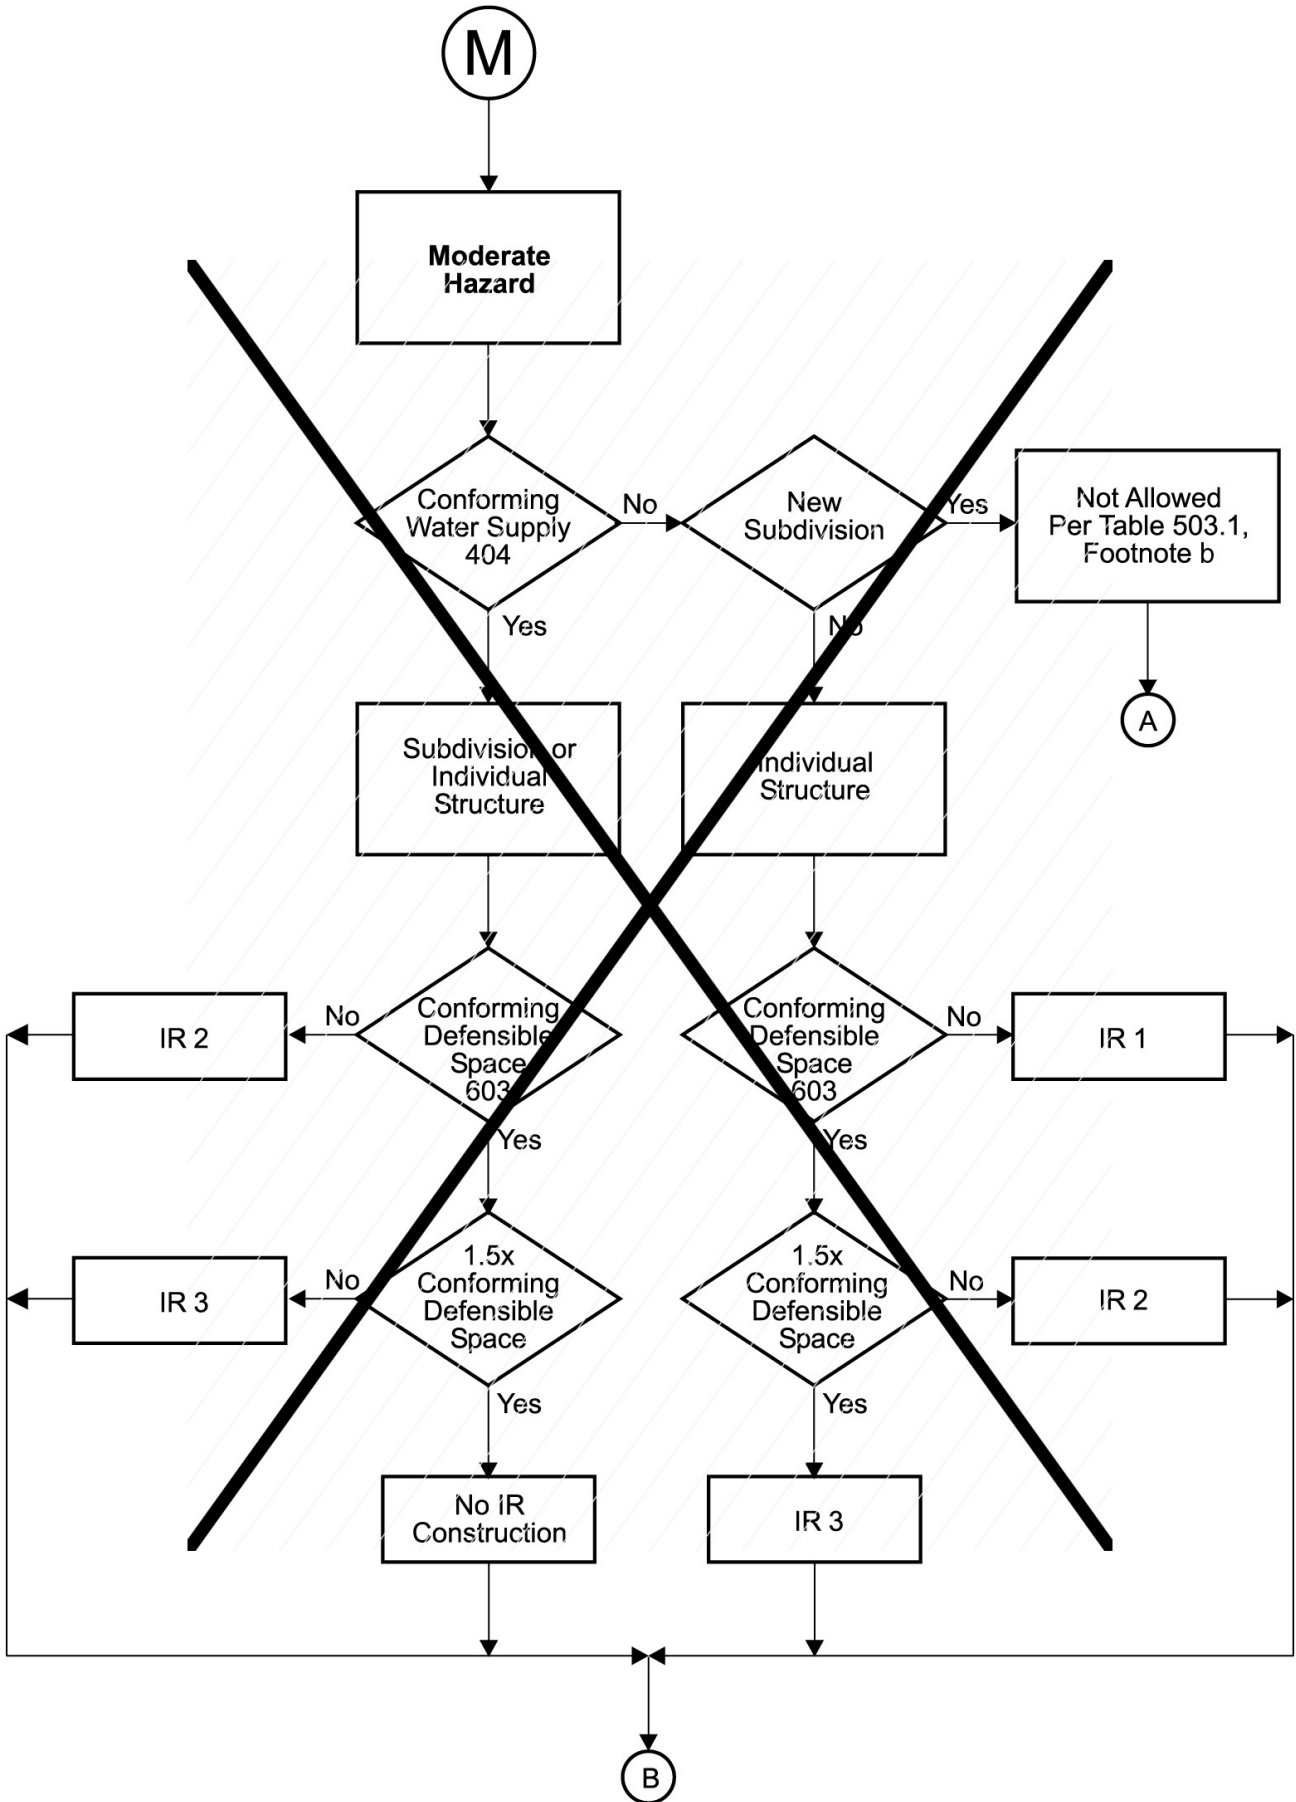 M
Moderate
Hazard
Conforming
Water Supply
404
No
New
Subdivision
Yes
Not Allowed
Per Table 503.1,
Footnote b
Yes
No
A
Subdivision or
Individual
Structure
Individual
Structure
IR 2
No
Conforming
Defensible
Space
603
Conforming
Defensible
Space
603
No
IR 1
Yes
Yes
IR 3
No
1.5x
Conforming
Defensible
Space
1.5x
Conforming
Defensible
Space
No
IR 2
Yes
Yes
No IR
Construction
IR 3
B